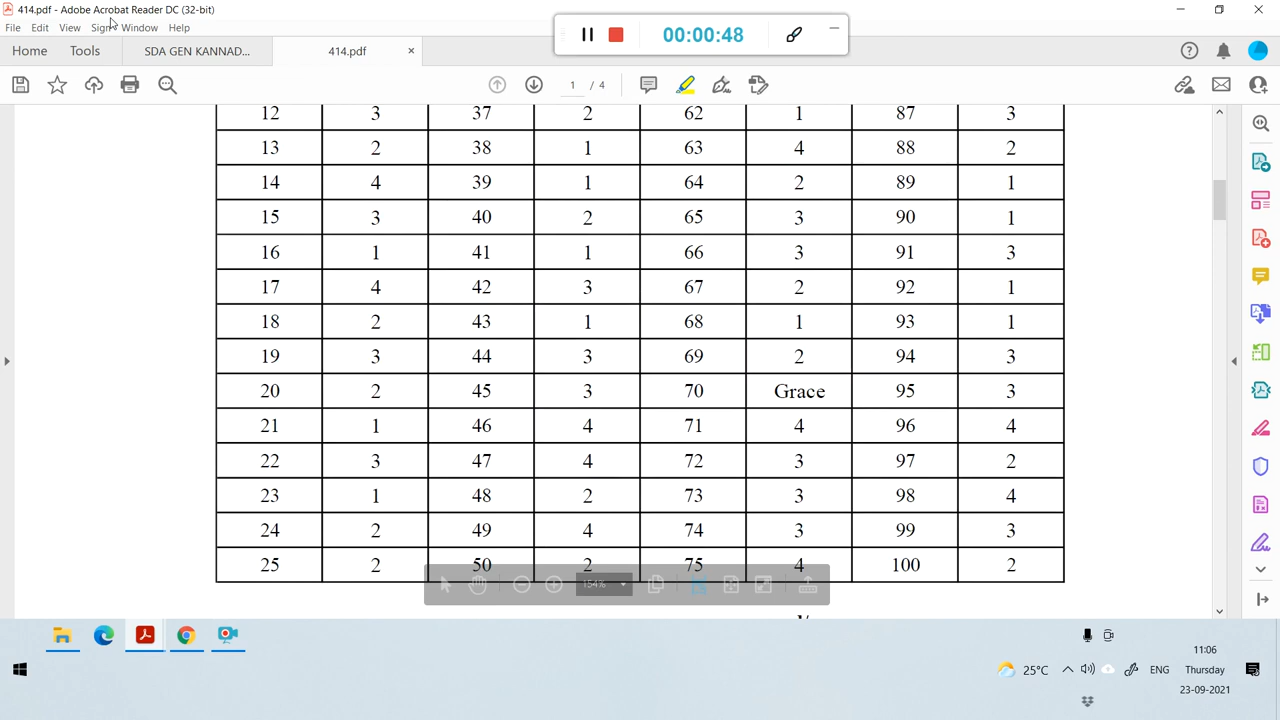 414.pdf - Adobe Acrobat Reader DC (32-bit)
File Edit View Sign Window Help
00:00:48
Home Tools SDA GEN KANNAD... 414.pdf ×
1 / 4
12 3 37 2 62 1 87 3
13 2 38 1 63 4 88 2
14 4 39 1 64 2 89 1
15 3 40 2 65 3 90 1
16 1 41 1 66 3 91 3
17 4 42 3 67 2 92 1
18 2 43 1 68 1 93 1
19 3 44 3 69 2 94 3
20 2 45 3 70 Grace 95 3
21 1 46 4 71 4 96 4
22 3 47 4 72 3 97 2
23 1 48 2 73 3 98 4
24 2 49 4 74 3 99 3
25 2 50 2 75 4 100 2
154%
11:06
25°C ENG Thursday
23-09-2021